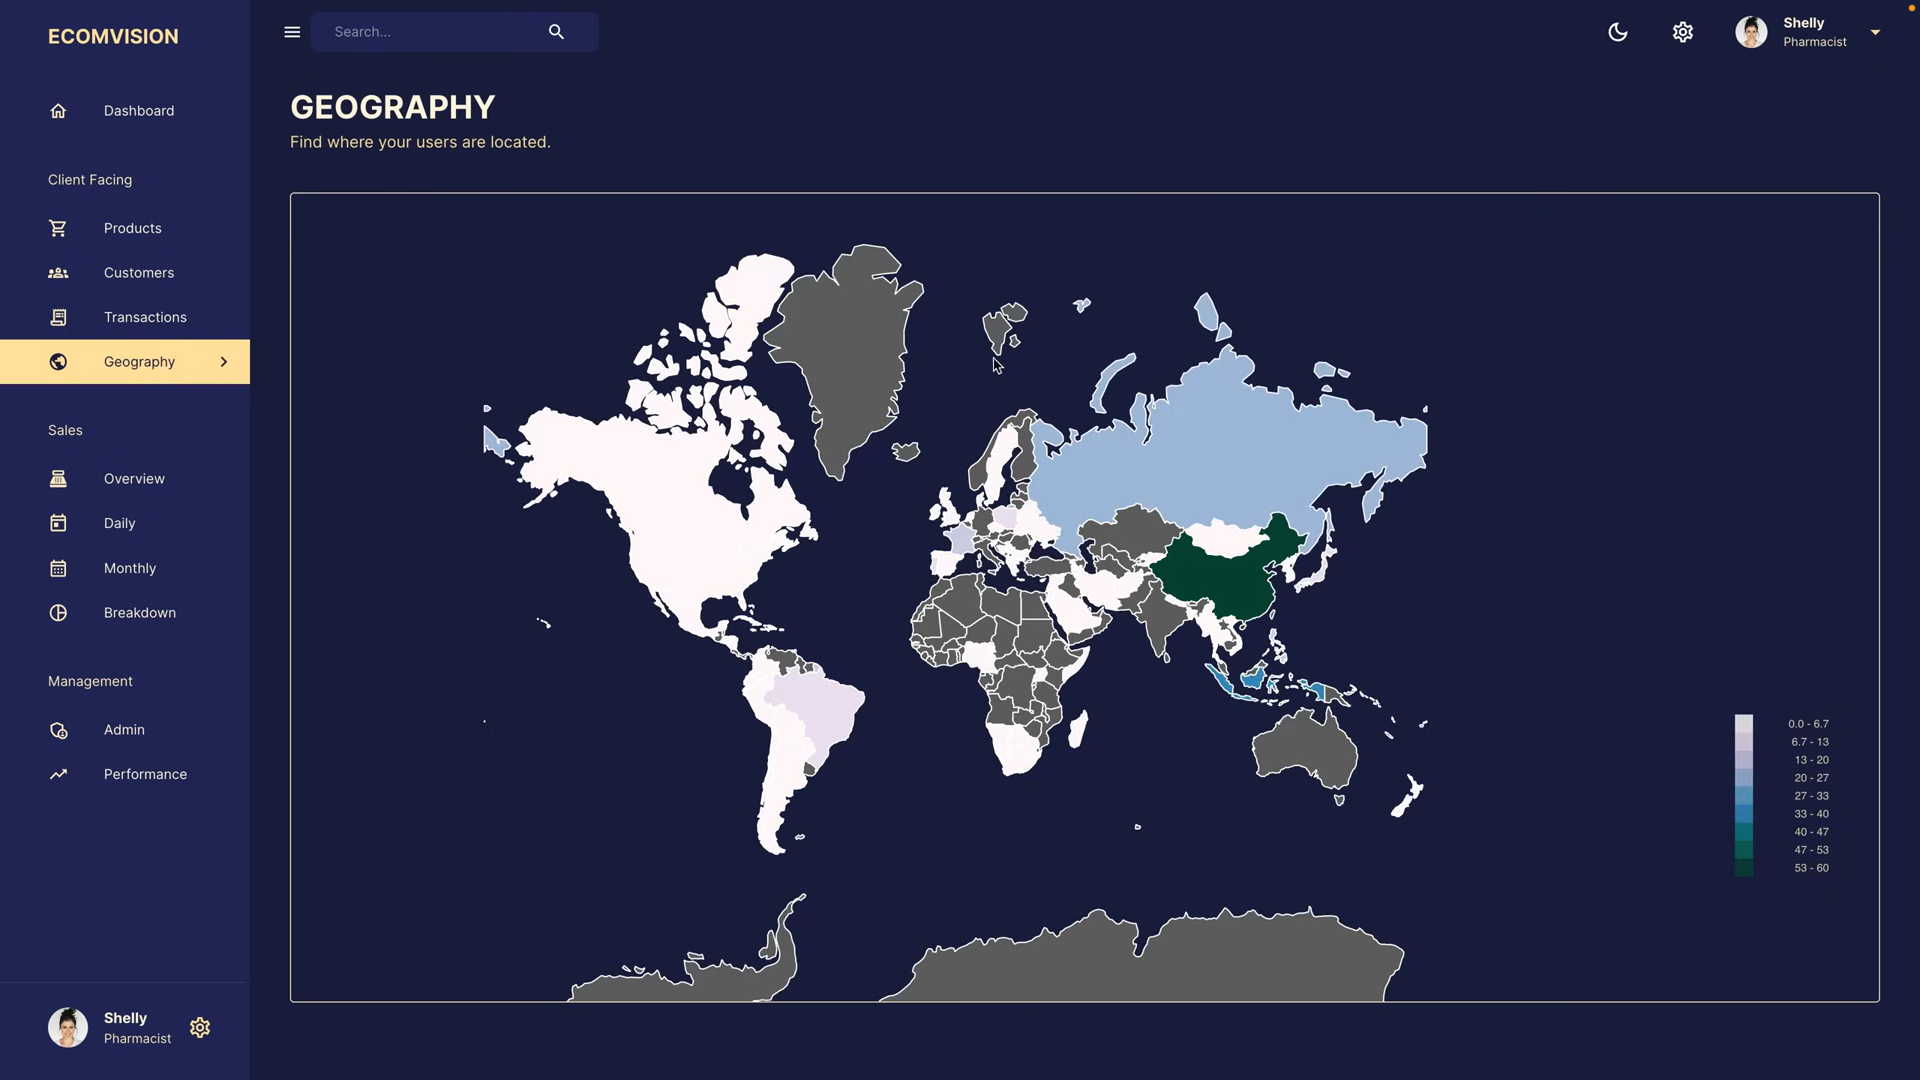 ECOMVISION
Search...
Shelly
Pharmacist
Dashboard
Client Facing
Products
Customers
Transactions
Geography
Sales
Overview
Daily
Monthly
Breakdown
Management
Admin
Performance
Shelly
Pharmacist
GEOGRAPHY
Find where your users are located.
0.0 - 6.7
6.7 - 13
13 - 20
20 - 27
27 - 33
33 - 40
40 - 47
47 - 53
53 - 60